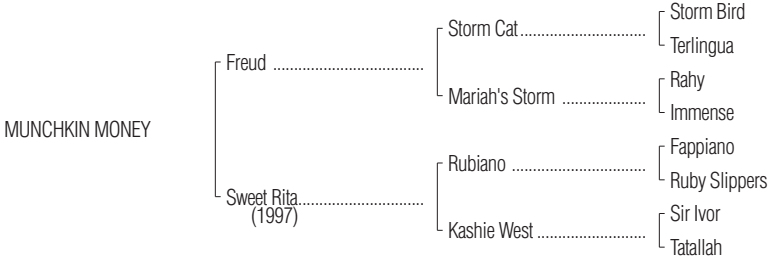 Storm Bird
Storm Cat..............................
Terlingua
Freud ....................................
Rahy
Mariah's Storm ....................
Immense
MUNCHKIN MONEY
Fappiano
Rubiano ................................
Ruby Slippers
Sweet Rita..............................
(1997)
Sir Ivor
Kashie West ..........................
Tatallah